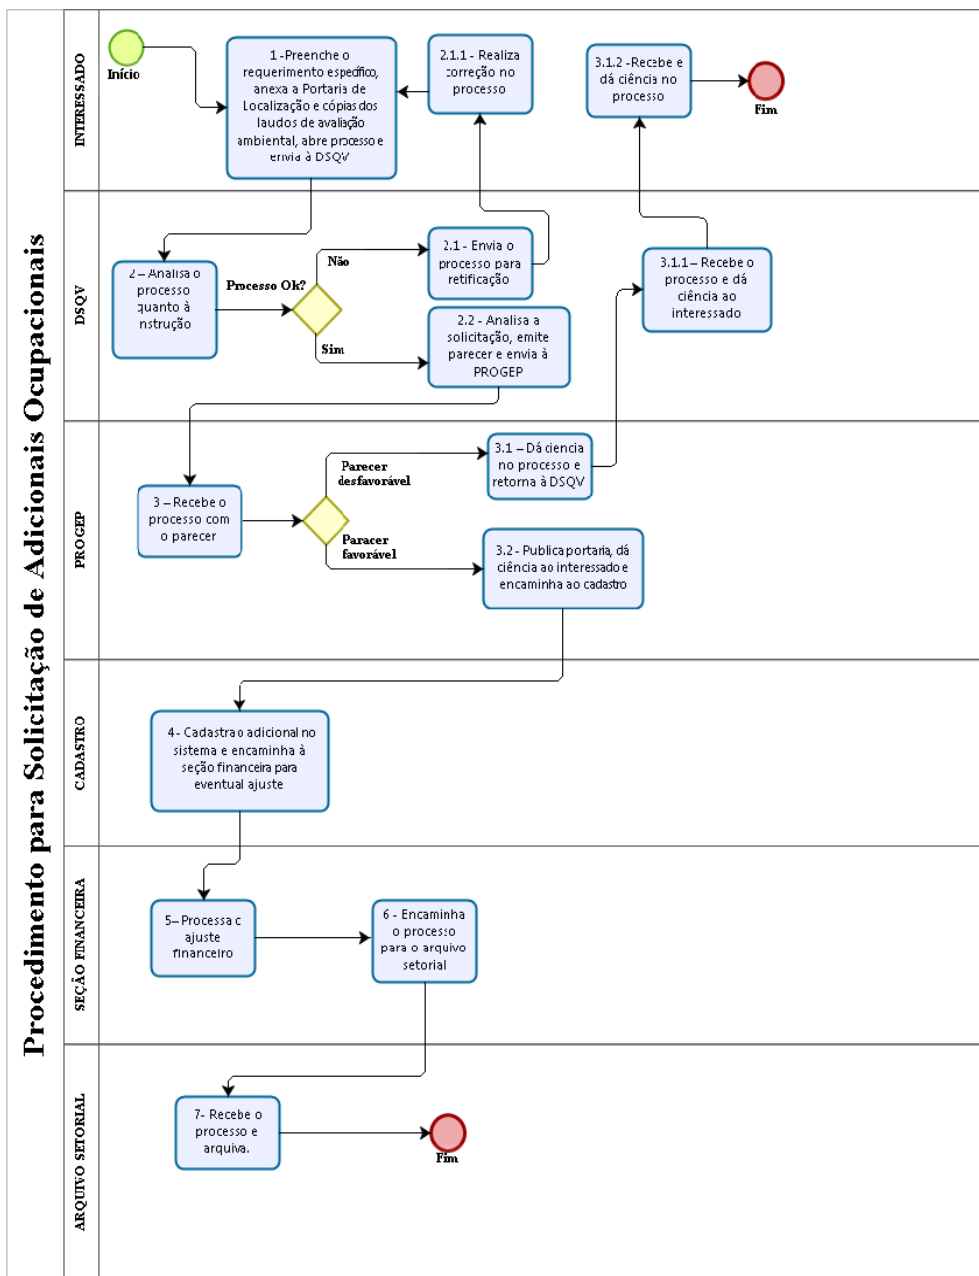 Procedimento para Solicitação de Adicionais Ocupacionais
INTERESSADO
Início
1 -Preenche o
requerimento específico,
anexa a Portaria de
Localização e cópias dos
laudos de avaliação
ambiental, abre processo e
envia à DSQV
2.1.1 - Realiza
correção no
processo
3.1.2 -Recebe e
dá ciência no
processo
Fim
DSQV
2 – Analisa o
processo
quanto à
instrução
Processo Ok?
Não
Sim
2.1 - Envia o
processo para
retificação
2.2 - Analisa a
solicitação, emite
parecer e envia à
PROGEP
3.1.1 – Recebe o
processo e dá
ciência ao
interessado
PROGEP
3 – Recebe o
processo com
o parecer
Parecer
desfavorável
Paracer
favorável
3.1 – Dá ciencia
no processo e
retorna à DSQV
3.2 - Publica portaria, dá
ciência ao interessado e
encaminha ao cadastro
CADASTRO
4 - Cadastra o adicional no
sistema e encaminha à
seção financeira para
eventual ajuste
SEÇÃO FINANCEIRA
5– Processa o
ajuste
financeiro
6 - Encaminha
o processo
para o arquivo
setorial
ARQUIVO SETORIAL
7- Recebe o
processo e
arquiva.
Fim